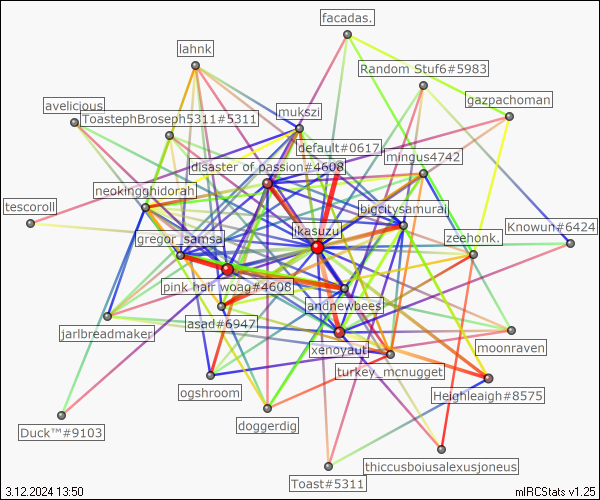 facadas.
lahnk
Random Stuf6#5983
avelicious
gazpachoman
mukszi
ToastephBroseph5311#5311
default#0617
mingus4742
disaster of passion#4608
neokingghidorah
tescoroll
bigcitysamurai
Knowun#6424
ikasuzu
gregor_samsa
zeehonk.
pink hair woag#4608
andnewbees
asad#6947
jarlbreadmaker
moonraven
xenoyaut
turkey_mcnugget
ogshroom
Heighleaigh#8575
doggerdig
Duck™#9103
thiccusboiusalexusjoneus
Toast#5311
3.12.2024 13:50
mIRCStats v1.25